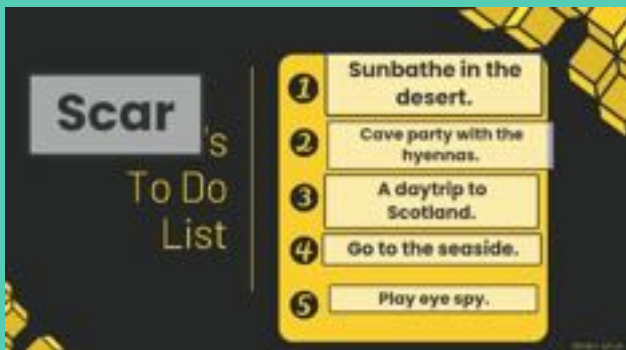 Scar's
To Do
List
1 Sunbathe in the
desert.
2 Cave party with the
hyennas.
3 A daytrip to
Scotland.
4 Go to the seaside.
5 Play eye spy.